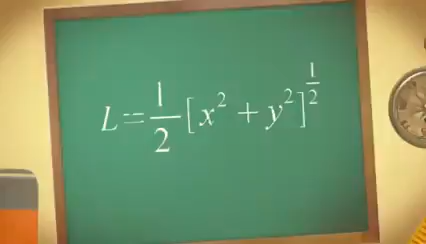 L = 1/2 [x² + y²]^(1/2)